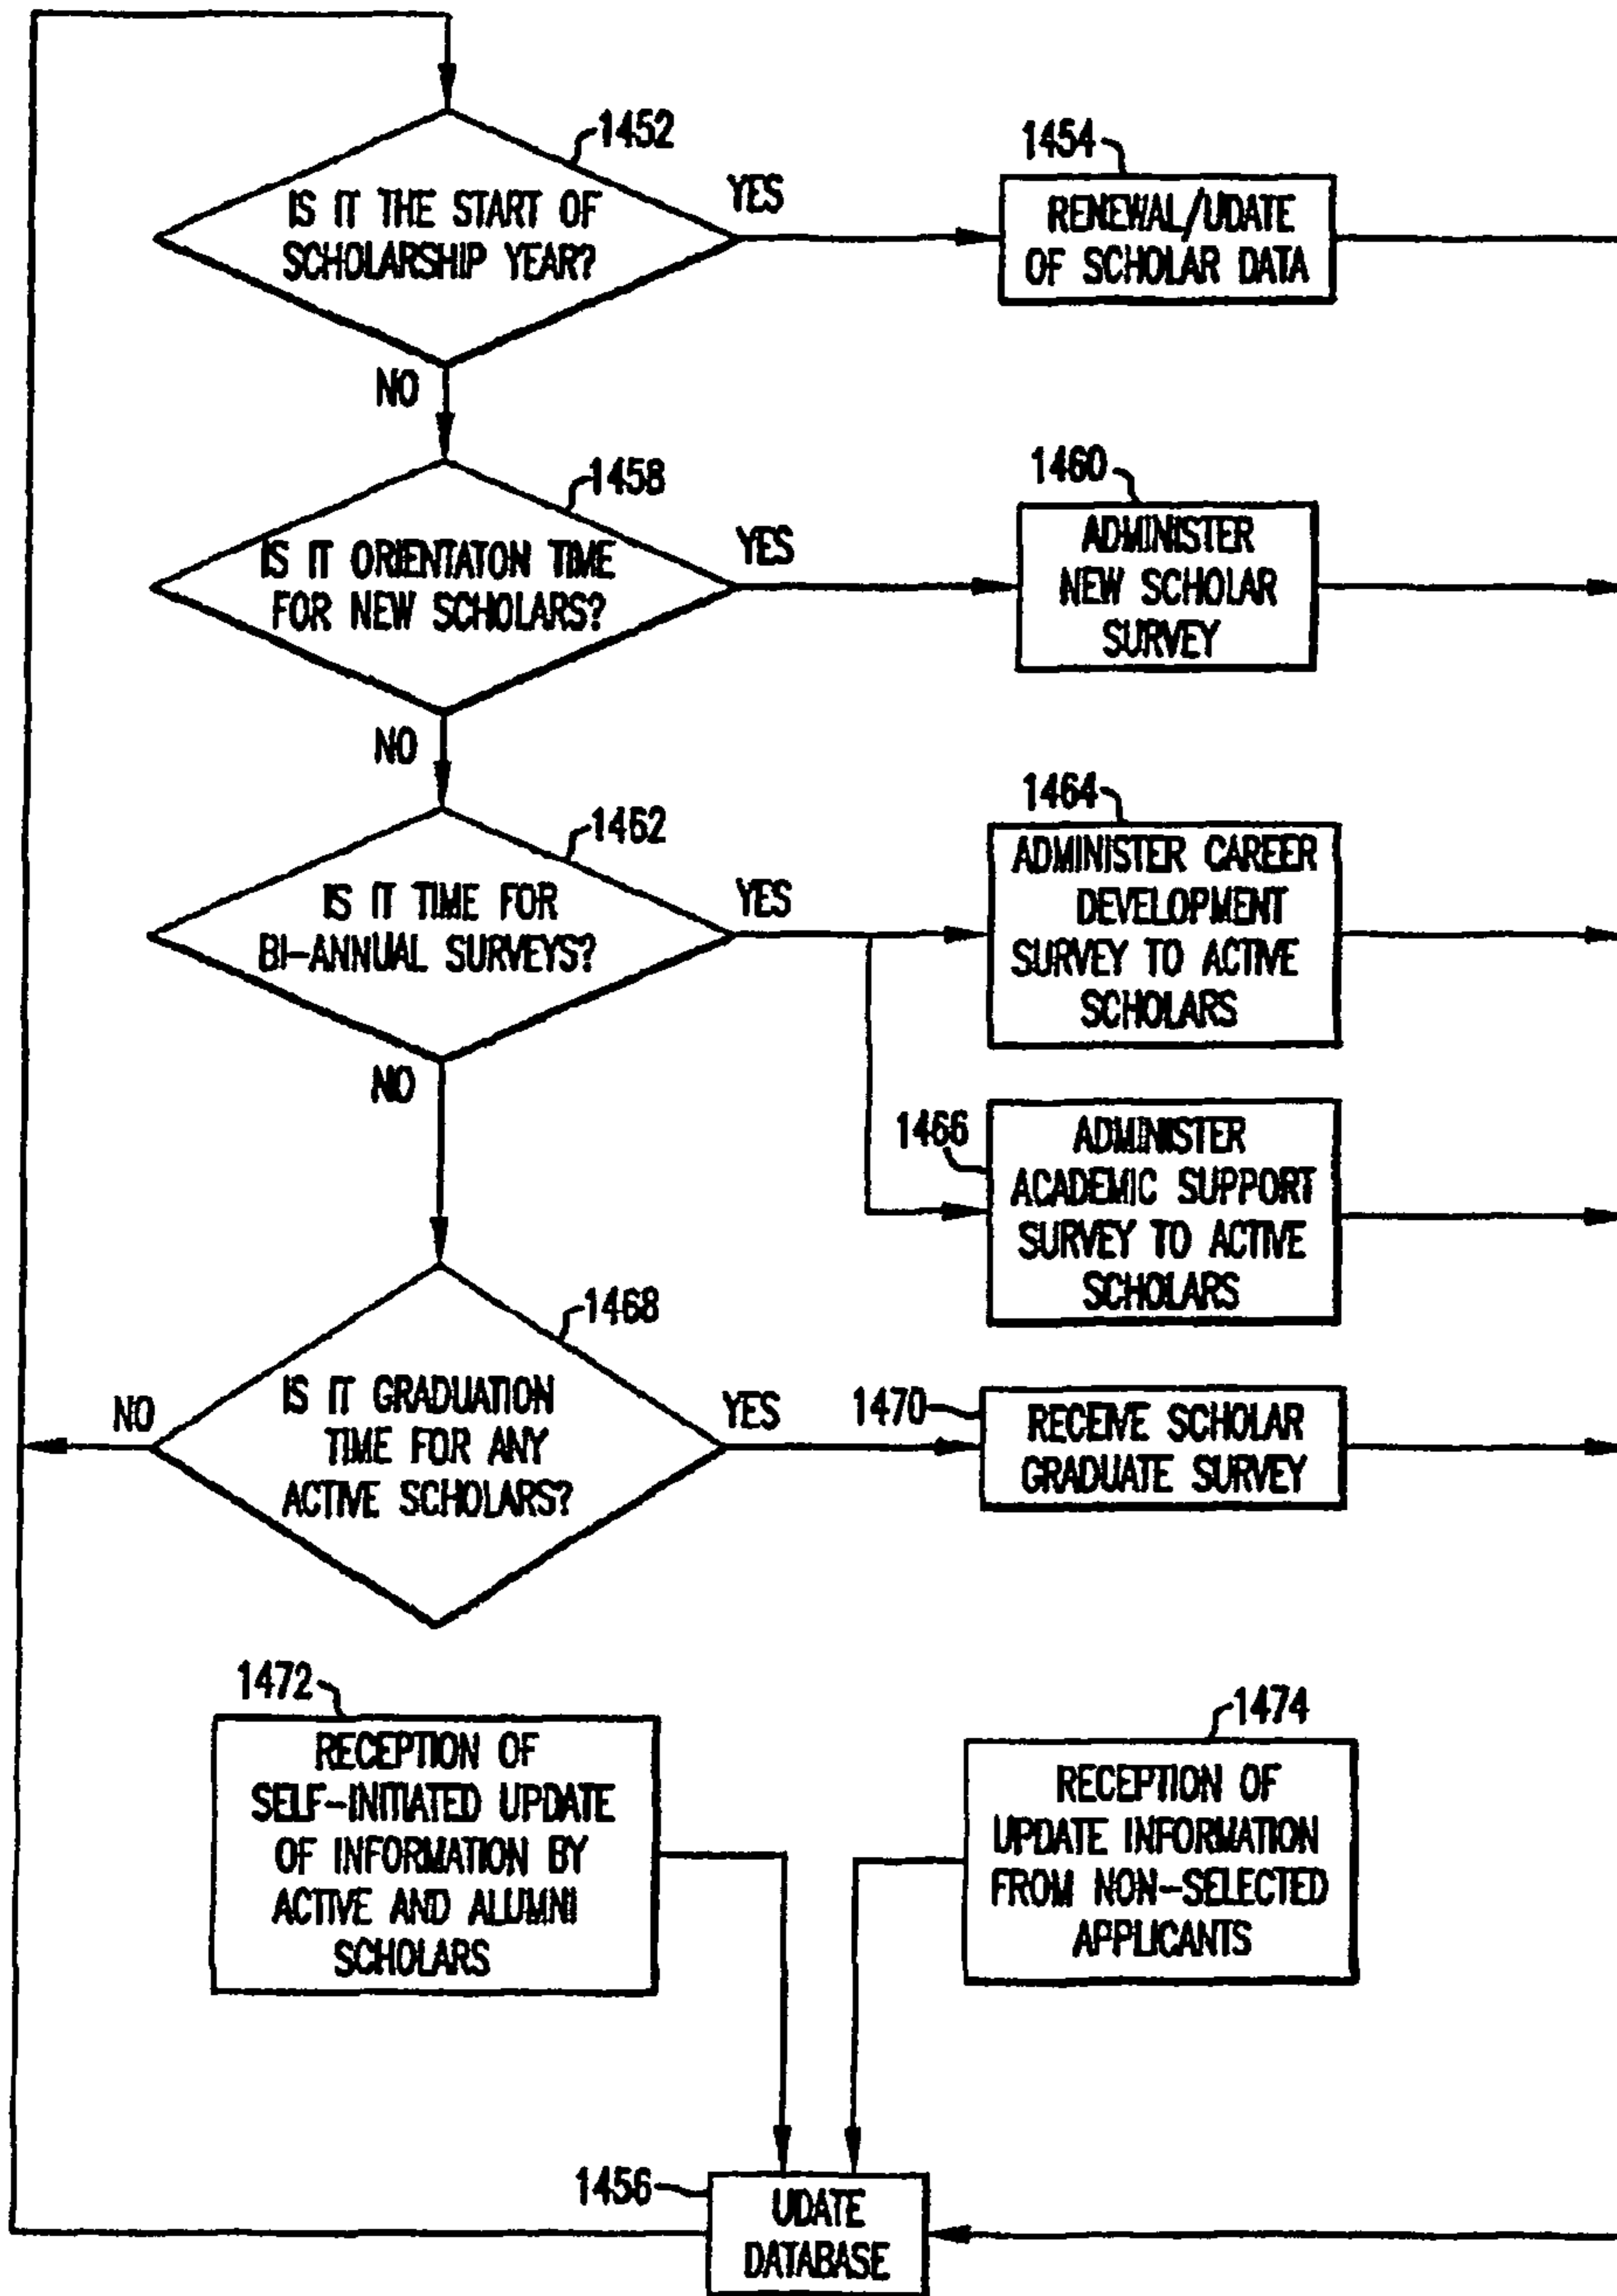 1452
IS IT THE START OF
SCHOLARSHIP YEAR?
YES
NO
1454
RENEWAL/UDATE
OF SCHOLAR DATA
1458
IS IT ORIENTATON TIME
FOR NEW SCHOLARS?
YES
NO
1460
ADMINISTER
NEW SCHOLAR
SURVEY
1462
IS IT TIME FOR
BI-ANNUAL SURVEYS?
YES
NO
1464
ADMINISTER CAREER
DEVELOPMENT
SURVEY TO ACTIVE
SCHOLARS
1466
ADMINISTER
ACADEMIC SUPPORT
SURVEY TO ACTIVE
SCHOLARS
1468
IS IT GRADUATION
TIME FOR ANY
ACTIVE SCHOLARS?
NO
YES
1470
RECEIVE SCHOLAR
GRADUATE SURVEY
1472
RECEPTION OF
SELF-INITIATED UPDATE
OF INFORMATION BY
ACTIVE AND ALUMNI
SCHOLARS
1474
RECEPTION OF
UPDATE INFORMATION
FROM NON-SELECTED
APPLICANTS
1456
UDATE
DATABASE